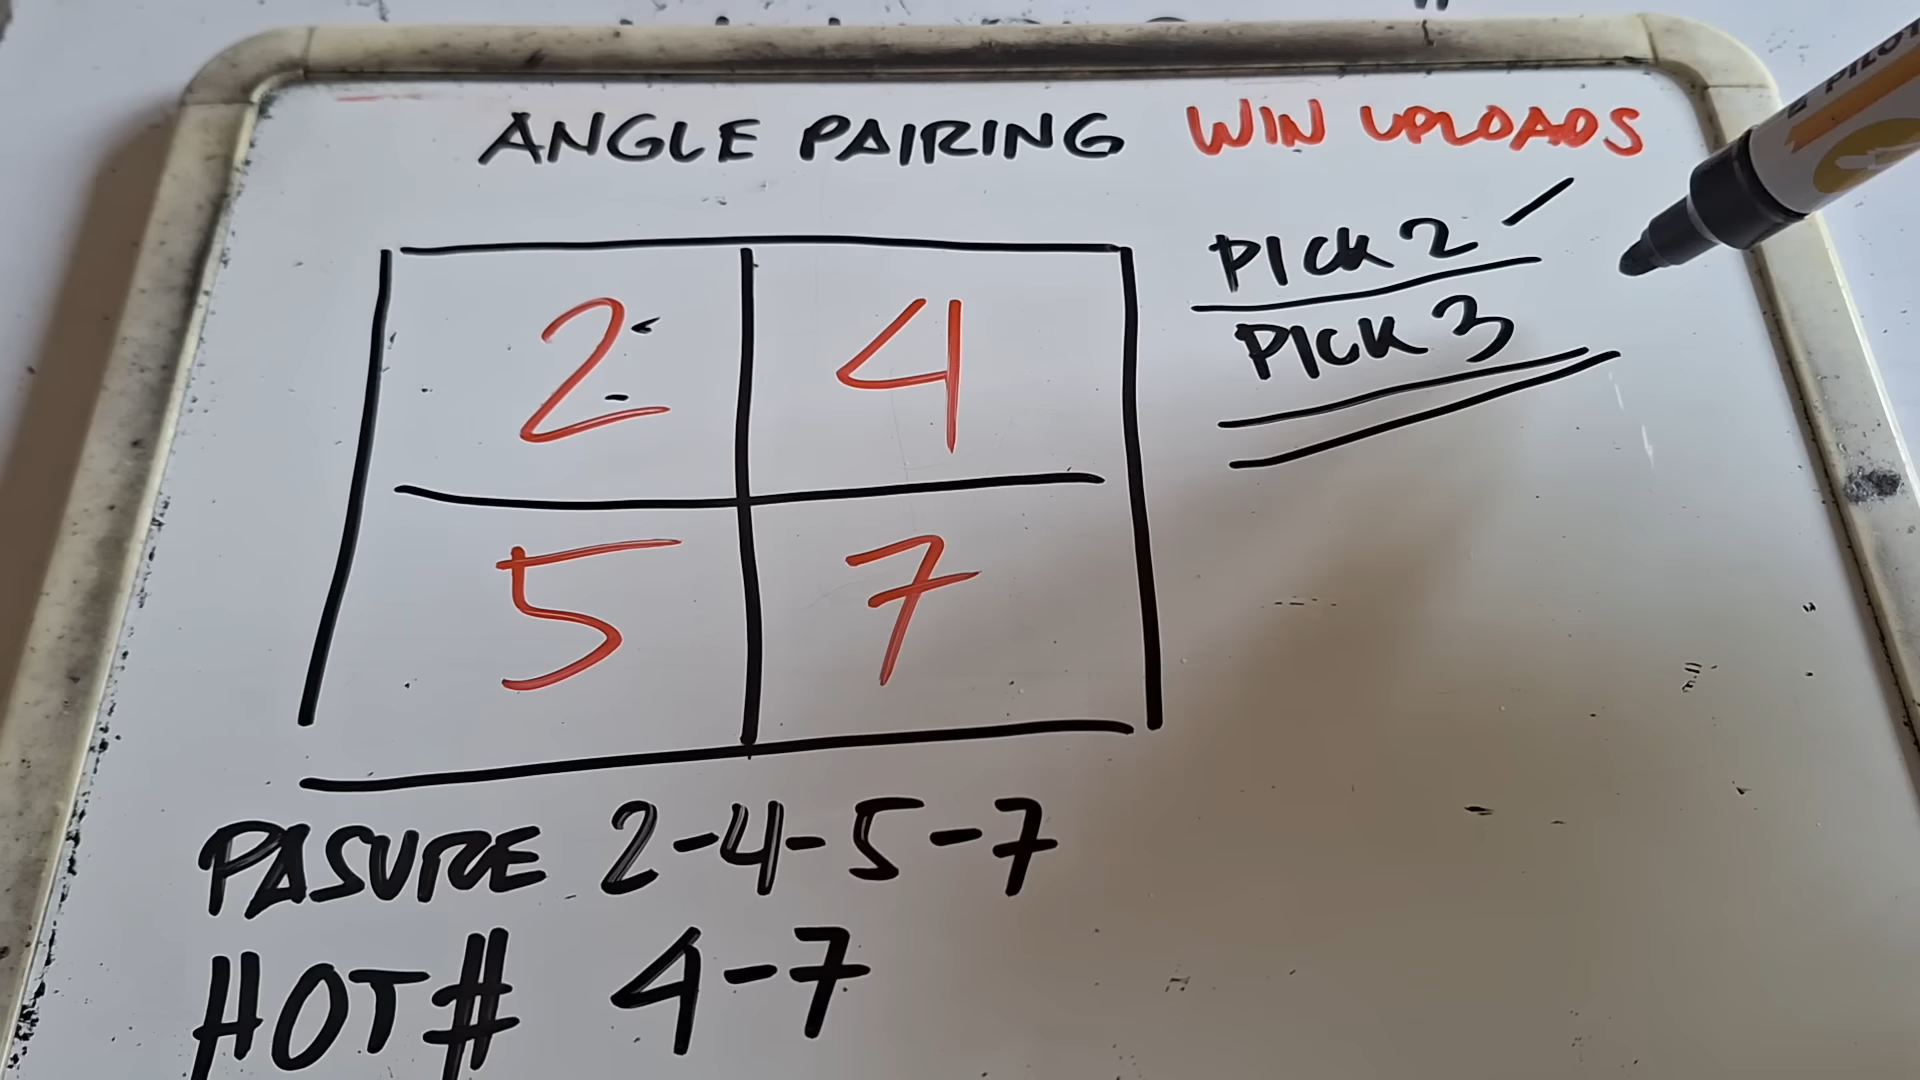 ANGLE PAIRING WIN UPLOADS
PICK 2
PICK 3
2 4
5 7
PASURE 2-4-5-7
HOT# 4-7
PILOT